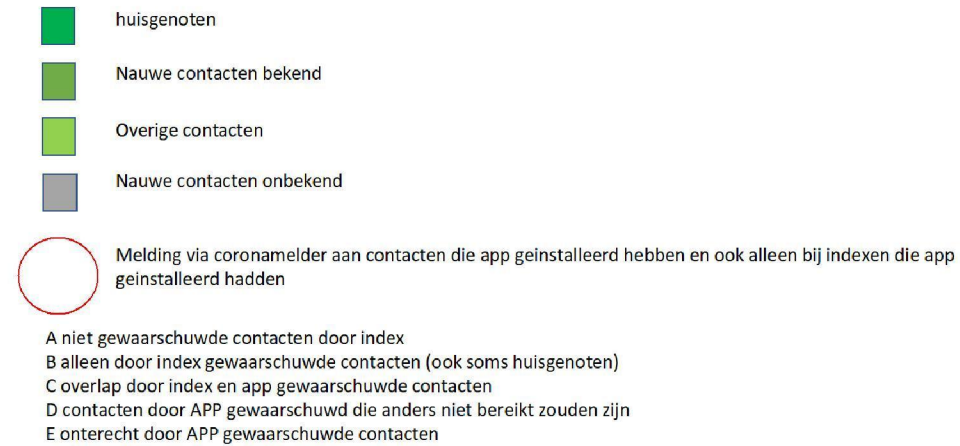 huisgenoten
Nauwe contacten bekend
Overige contacten
Nauwe contacten onbekend
Melding via coronamelder aan contacten die app geinstalleerd hebben en ook alleen bij indexen die app
geinstalleerd hadden
A niet gewaarschuwde contacten door index
B alleen door index gewaarschuwde contacten (ook soms huisgenoten)
C overlap door index en app gewaarschuwde contacten
D contacten door APP gewaarschuwd die anders niet bereikt zouden zijn
E onterecht door APP gewaarschuwde contacten